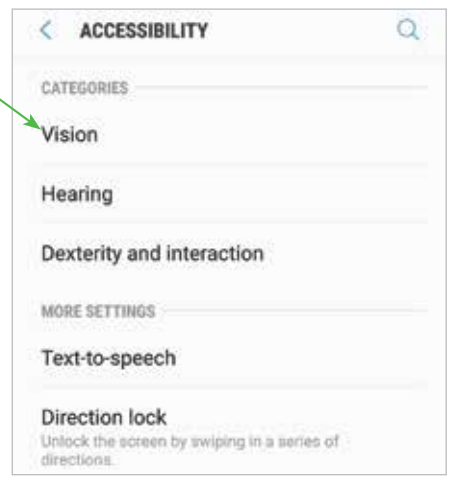 ACCESSIBILITY
CATEGORIES
Vision
Hearing
Dexterity and interaction
MORE SETTINGS
Text-to-speech
Direction lock
Unlock the screen by swiping in a series of
directions.